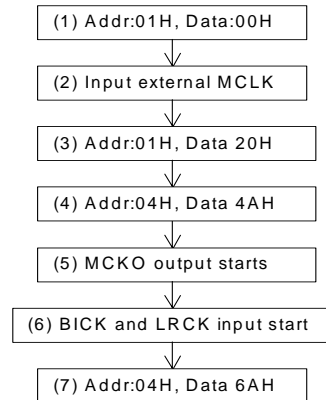 (1) Addr:01H, Data:00H
(2) Input external MCLK
(3) Addr:01H, Data 20H
(4) Addr:04H, Data 4AH
(5) MCKO output starts
(6) BICK and LRCK input start
(7) Addr:04H, Data 6AH